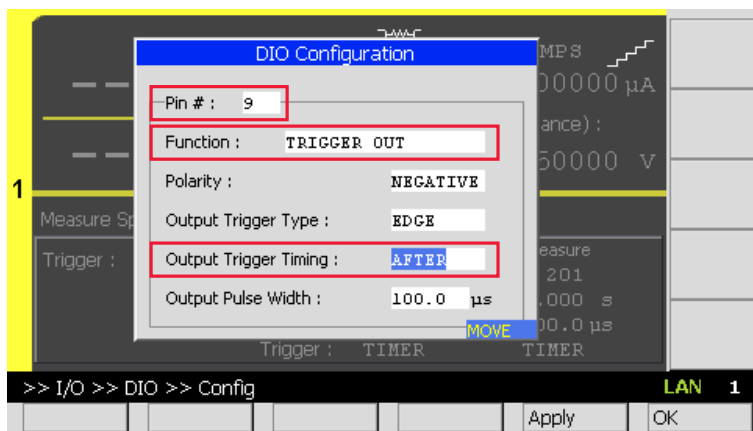 DIO Configuration
MPS
00000 µA
Pin # : 9
ance) :
Function : TRIGGER OUT
50000 V
Polarity : NEGATIVE
1
Measure Sp
Output Trigger Type : EDGE
Trigger :
Output Trigger Timing : AFTER
easure
201
Output Pulse Width : 100.0 µs
.000 s
MOVE
00.0 µs
Trigger : TIMER
TIMER
>> I/O >> DIO >> Config
LAN 1
Apply
OK